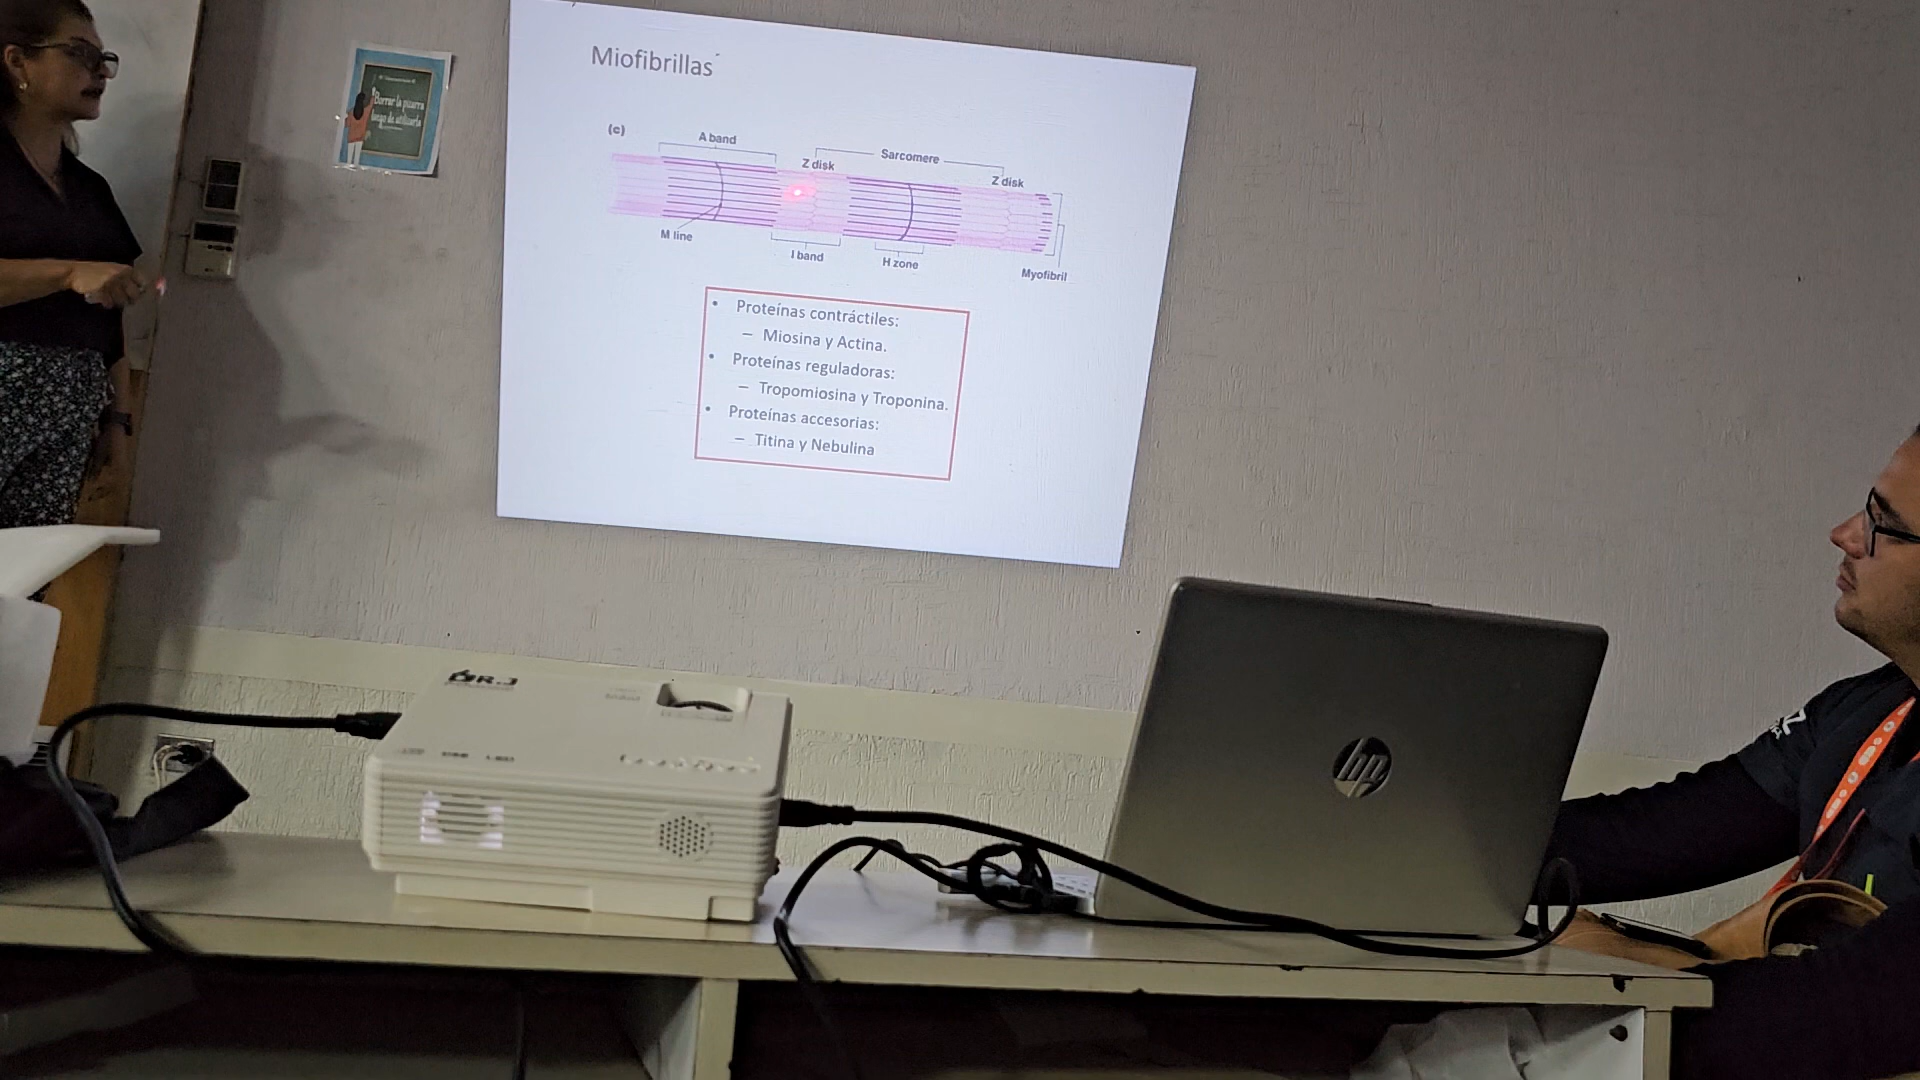 Miofibrillas
(c)
A band
Z disk
Sarcomere
Z disk
M line
I band
H zone
Myofibril
• Proteínas contráctiles:
– Miosina y Actina.
• Proteínas reguladoras:
– Tropomiosina y Troponina.
• Proteínas accesorias:
– Titina y Nebulina
Borrar la pizarra
luego de utilizarla
R.J
hp